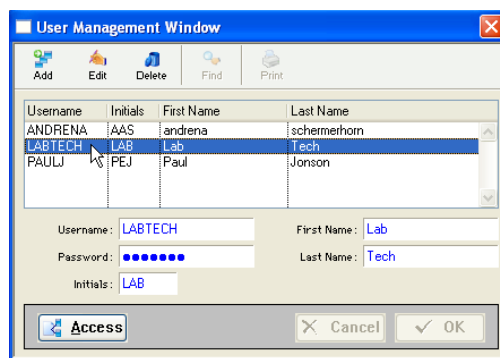 User Management Window
Add Edit Delete Find Print
Username Initials First Name Last Name
ANDRENA AAS andrena schermerhorn
LABTECH LAB Lab Tech
PAULJ PEJ Paul Jonson
Username: LABTECH First Name: Lab
Password: ●●●●●●● Last Name: Tech
Initials: LAB
Access Cancel OK